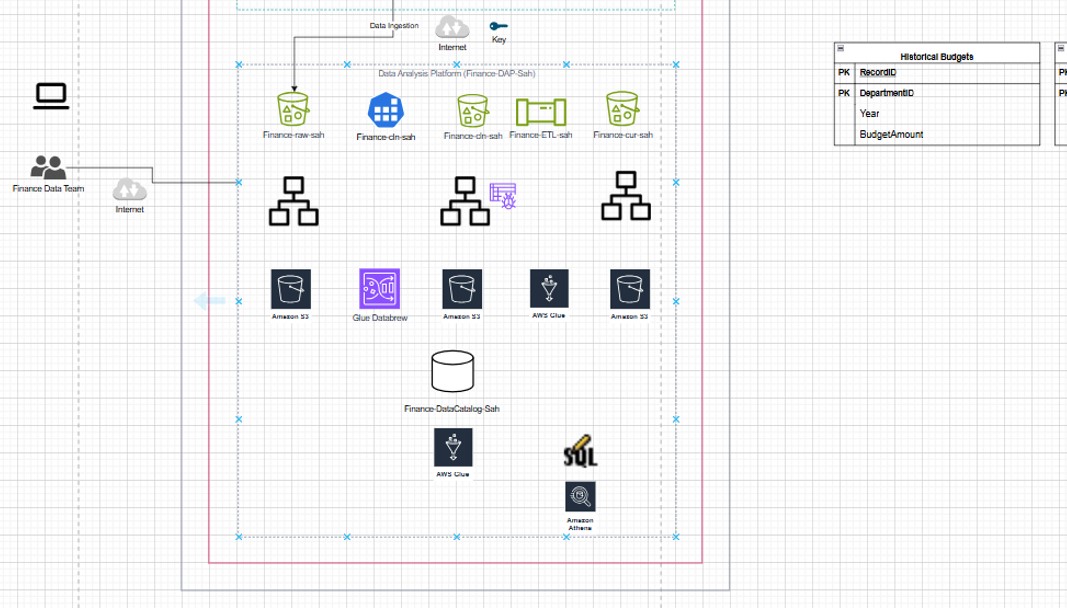 Data Ingestion
Internet
Key
Data Analysis Platform (Finance-DAP-Sah)
Finance-raw-sah
Finance-cln-sah
Finance-cln-sah
Finance-ETL-sah
Finance-cur-sah
Historical Budgets
PK RecordID
PK DepartmentID
Year
BudgetAmount
PK
PK
Finance Data Team
Internet
Amazon S3
Glue Databrew
Amazon S3
AWS Glue
Amazon S3
Finance-DataCatalog-Sah
AWS Glue
SQL
Amazon
Athena